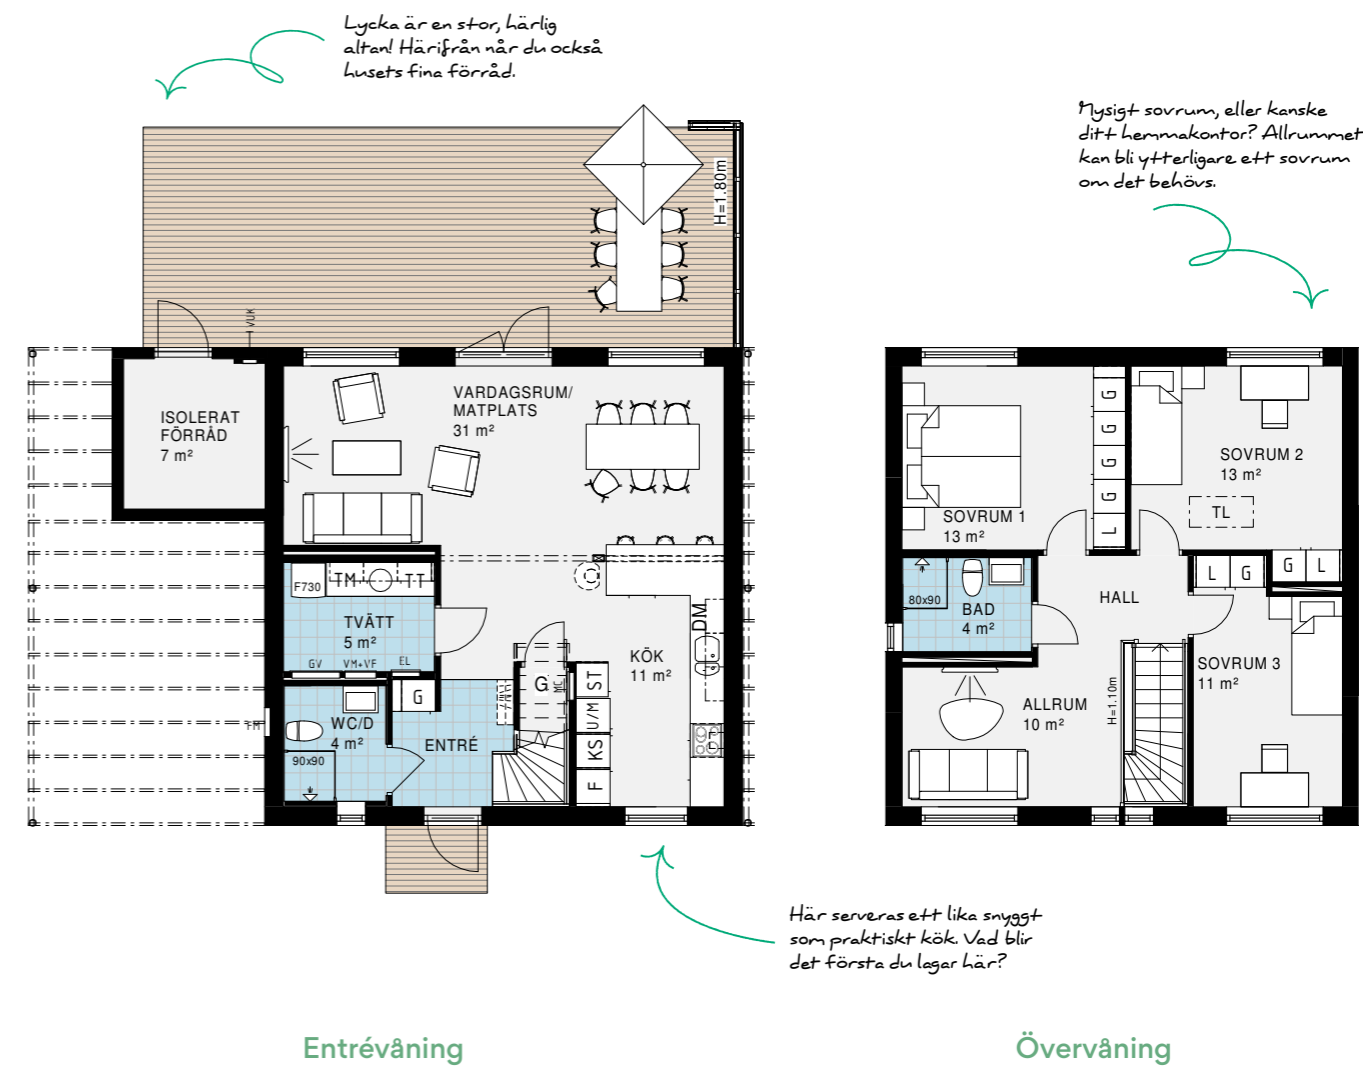 Lycka är en stor, härlig
altan! Härifrån når du också
husets fina förråd.
Mysigt sovrum, eller kanske
ditt hemmakontor? Allrummet
kan bli ytterligare ett sovrum
om det behövs.
H=1.80m
VUK
ISOLERAT
FÖRRÅD
7 m²
VARDAGSRUM/
MATPLATS
31 m²
F730
TM
TT
TVÄTT
5 m²
GV
VM+VF
EL
G
WC/D
4 m²
90x90
FM
ENTRÉ
G
ML
ST
U/M
KS
F
KÖK
11 m²
DM
SOVRUM 1
13 m²
G
G
G
G
L
SOVRUM 2
13 m²
TL
L
G
G
L
80x90
BAD
4 m²
HALL
SOVRUM 3
11 m²
ALLRUM
10 m²
H=1.10m
Här serveras ett lika snyggt
som praktiskt kök. Vad blir
det första du lagar här?
Entrévåning
Övervåning